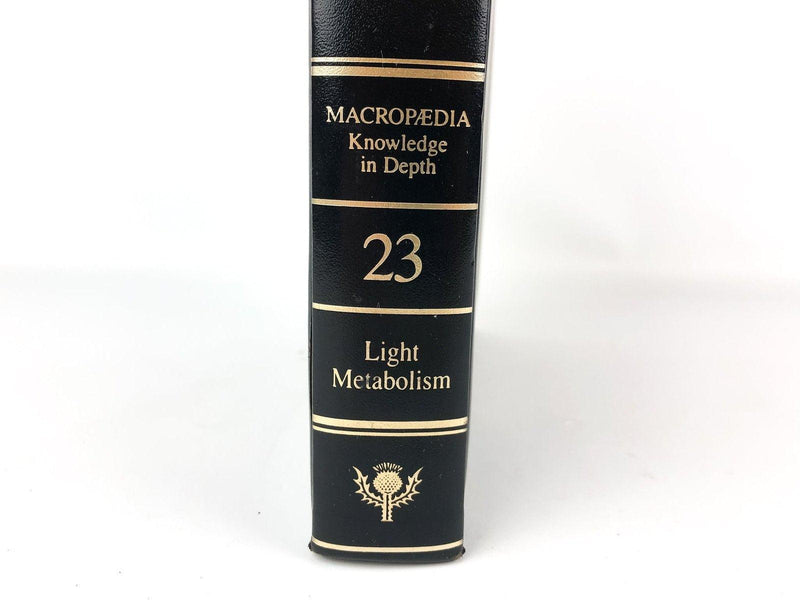 MACROPÆDIA
Knowledge
in Depth
23
Light
Metabolism